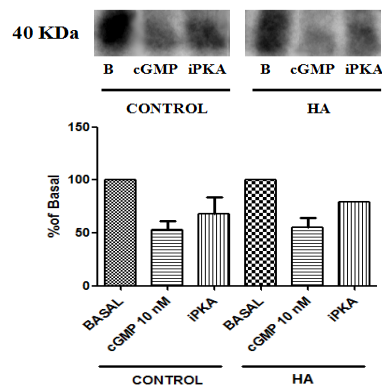 40 KDa
B cGMP iPKA B cGMP iPKA
CONTROL HA
150
100
50
0
%of Basal
BASAL cGMP 10 nM iPKA BASAL cGMP 10 nM iPKA
CONTROL HA